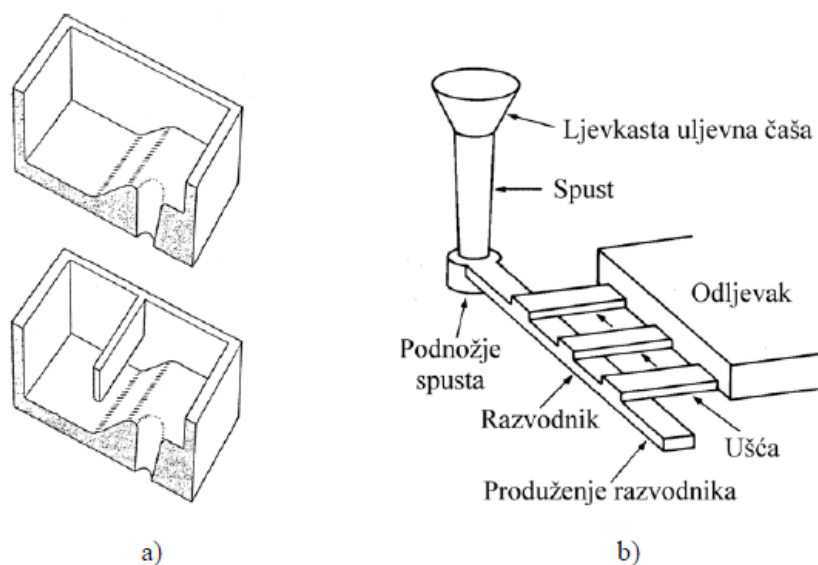 Ljevkasta uljevna čaša
Spust
Odljevak
Podnožje
spusta
Razvodnik
Ušća
Produženje razvodnika
a)
b)